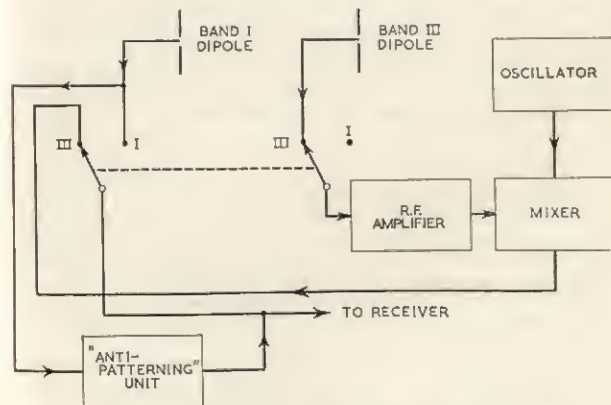 BAND I
DIPOLE
BAND III
DIPOLE
OSCILLATOR
III
I
III
I
R.F.
AMPLIFIER
MIXER
TO RECEIVER
"ANTI-
PATTERNING"
UNIT